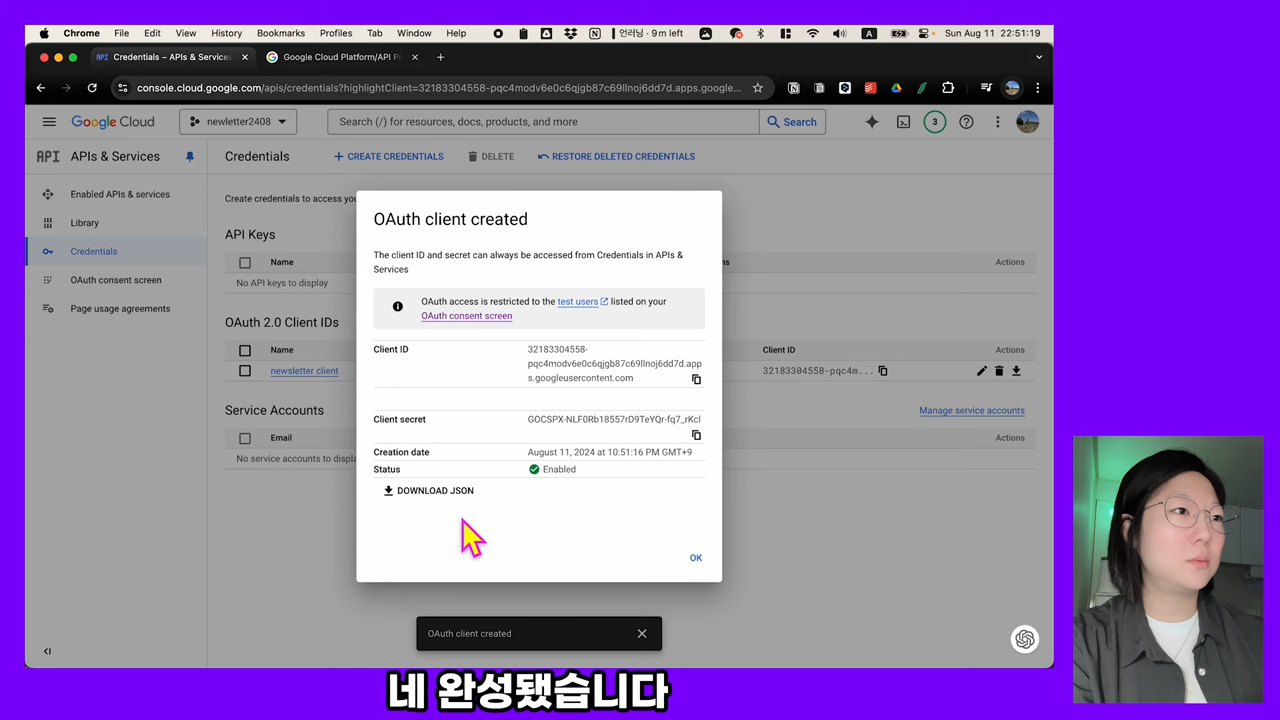 Chrome File Edit View History Bookmarks Profiles Tab Window Help 언러닝 · 9 m left A Sun Aug 11 22:51:19
API Credentials – APIs & Services
Google Cloud Platform/API P
console.cloud.google.com/apis/credentials?highlightClient=32183304558-pqc4modv6e0c6qjgb87c69llnoj6dd7d.apps.google...
Google Cloud
newletter2408
Search (/) for resources, docs, products, and more
Search
3
API APIs & Services
Credentials
+ CREATE CREDENTIALS
DELETE
RESTORE DELETED CREDENTIALS
Enabled APIs & services
Library
Credentials
OAuth consent screen
Page usage agreements
Create credentials to access you
API Keys
Name
Actions
No API keys to display
OAuth 2.0 Client IDs
Name
Client ID
Actions
newsletter client
32183304558-pqc4m...
Service Accounts
Manage service accounts
Email
Actions
No service accounts to displa
OAuth client created
The client ID and secret can always be accessed from Credentials in APIs &
Services
OAuth access is restricted to the test users listed on your
OAuth consent screen
Client ID
32183304558-
pqc4modv6e0c6qjgb87c69llnoj6dd7d.app
s.googleusercontent.com
Client secret
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
Creation date
August 11, 2024 at 10:51:16 PM GMT+9
Status
Enabled
DOWNLOAD JSON
OK
OAuth client created
네 완성됐습니다